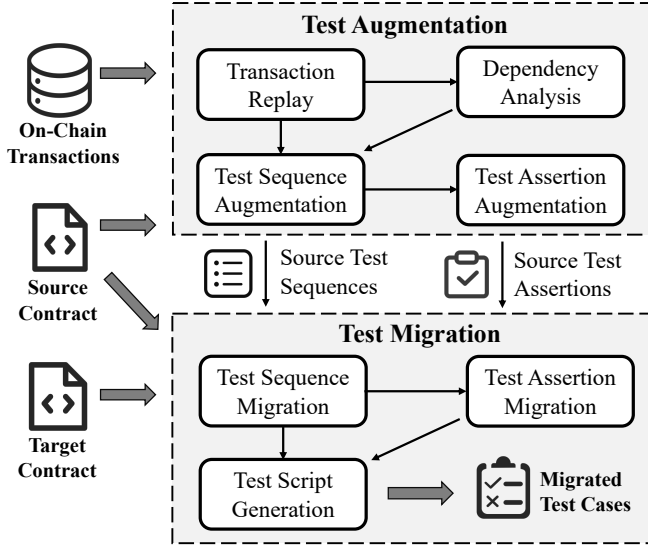 Test Augmentation
Transaction
Replay
Dependency
Analysis
On-Chain
Transactions
Test Sequence
Augmentation
Test Assertion
Augmentation
Source
Contract
Source Test
Sequences
Source Test
Assertions
Test Migration
Test Sequence
Migration
Test Assertion
Migration
Target
Contract
Test Script
Generation
Migrated
Test Cases